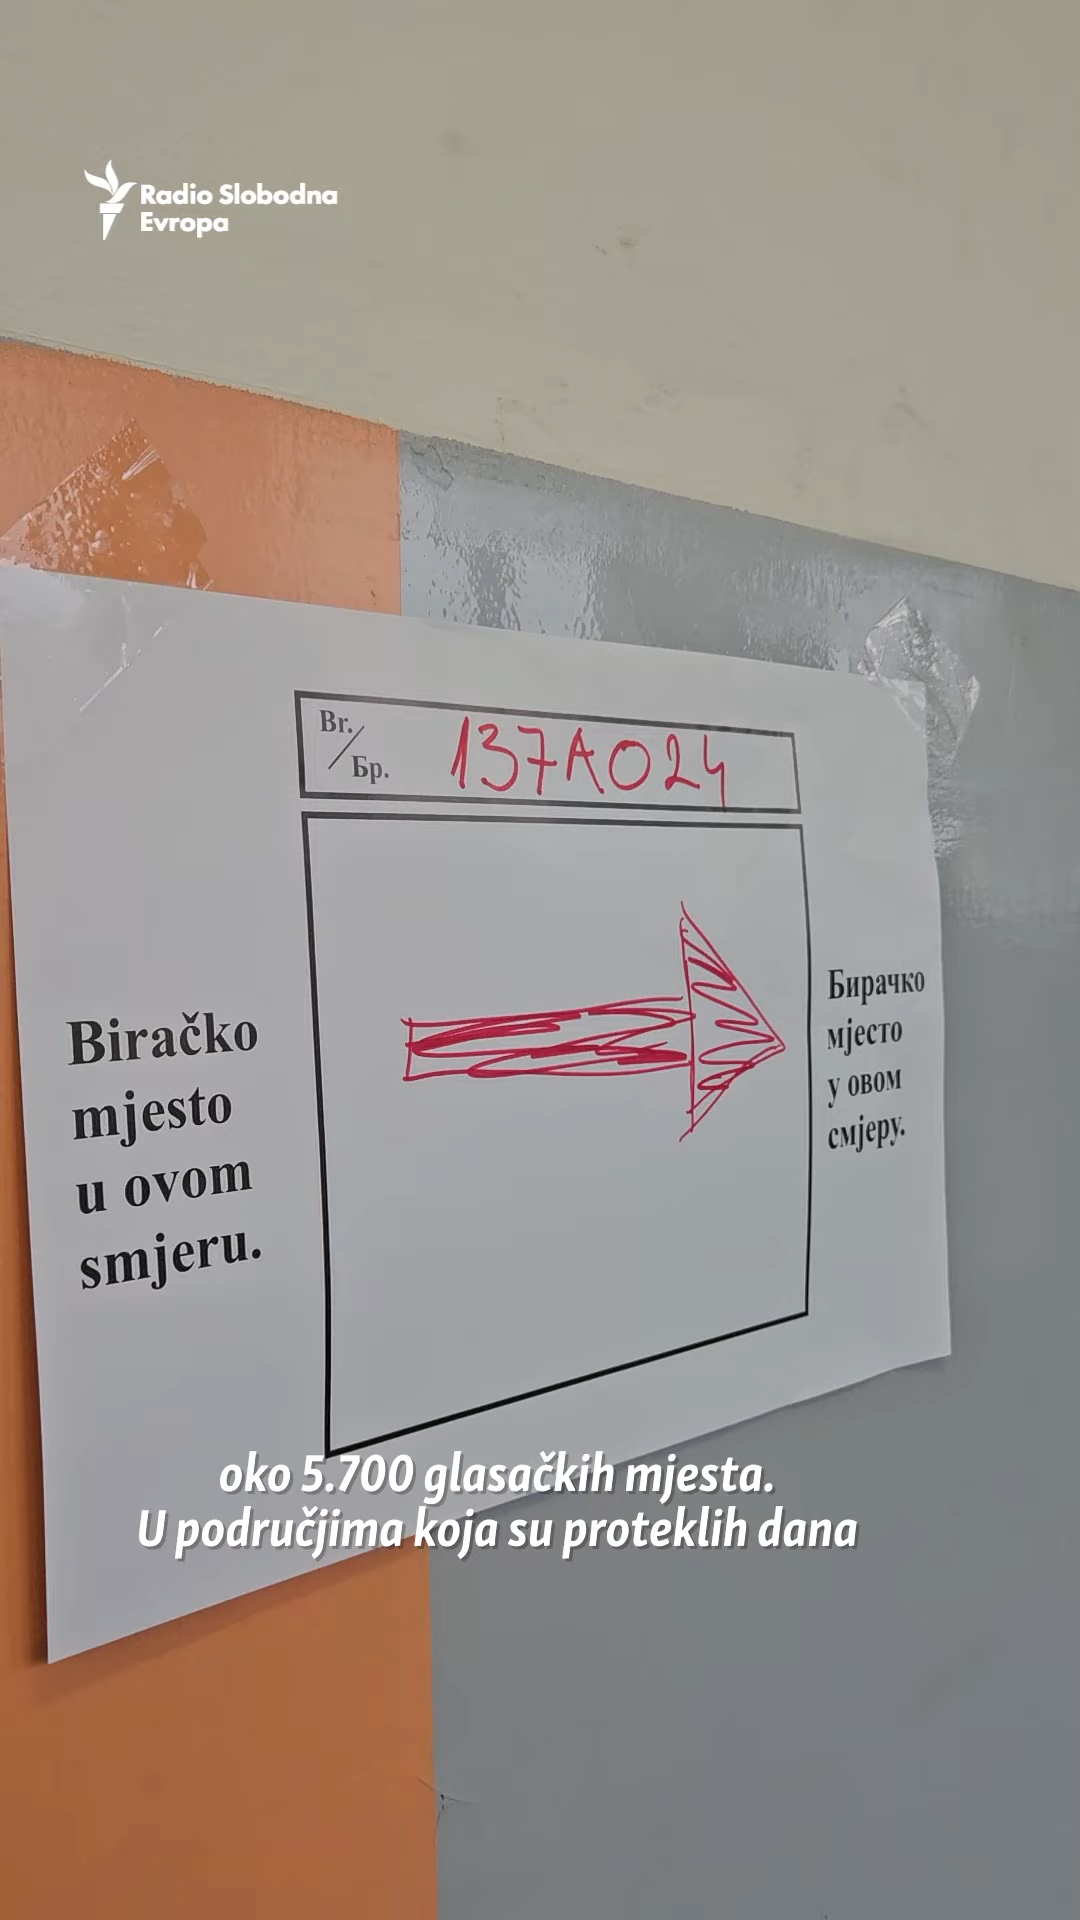 Radio Slobodna
Evropa
Br./Бр. 137A024
Biračko
mjesto
u ovom
smjeru.
Бирачко
мјесто
у овом
смјеру.
oko 5.700 glasačkih mjesta.
U područjima koja su proteklih dana